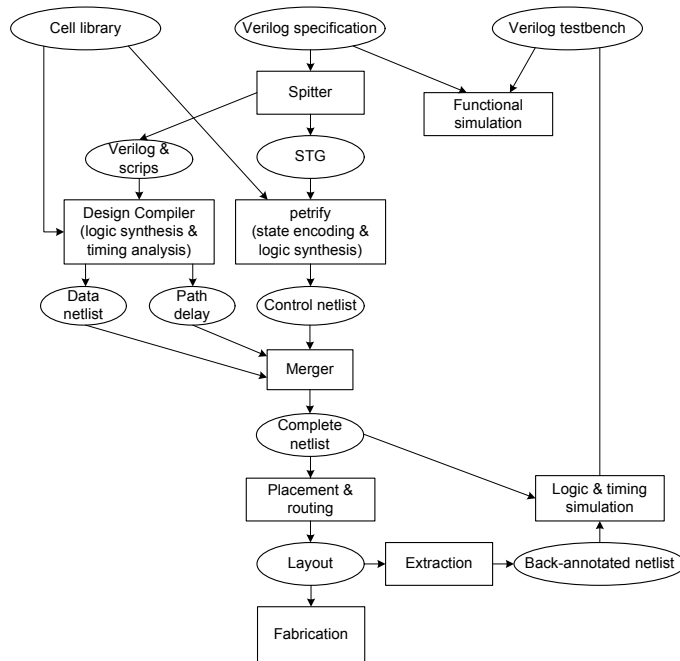 Cell library
Verilog specification
Verilog testbench
Spitter
Functional
simulation
Verilog &
scrips
STG
Design Compiler
(logic synthesis &
timing analysis)
petrify
(state encoding &
logic synthesis)
Data
netlist
Path
delay
Control netlist
Merger
Complete
netlist
Placement &
routing
Logic & timing
simulation
Layout
Extraction
Back-annotated netlist
Fabrication